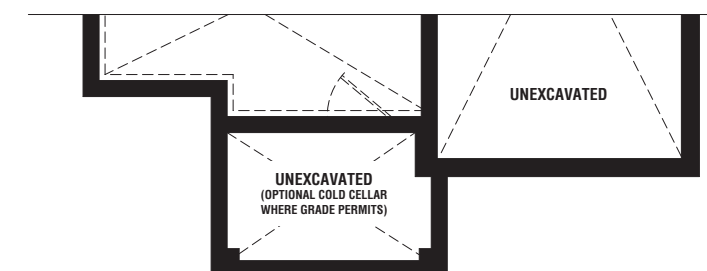 UNEXCAVATED
UNEXCAVATED
(OPTIONAL COLD CELLAR
WHERE GRADE PERMITS)